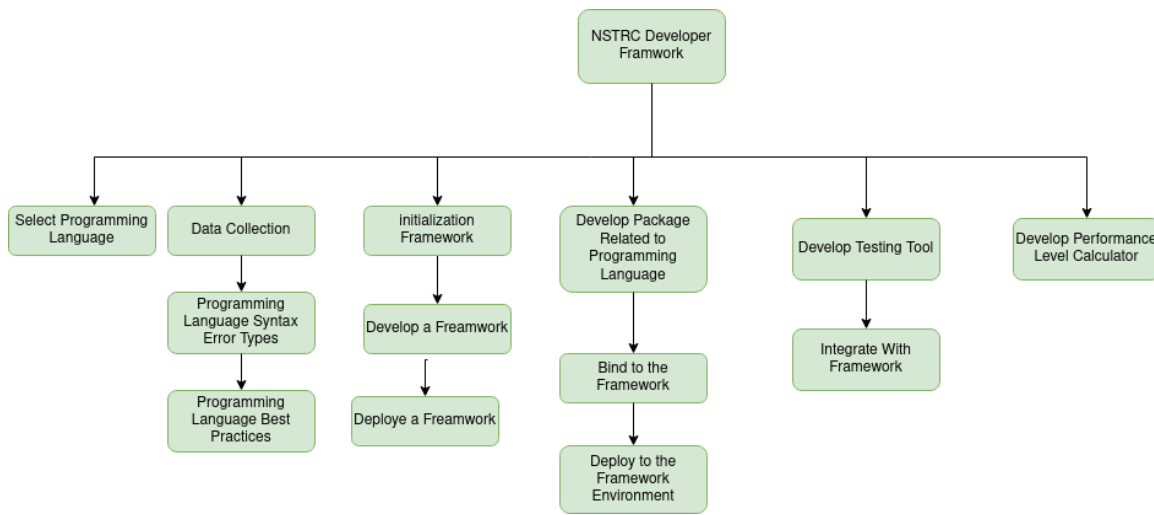 NSTRC Developer
Framwork
Select Programming
Language
Data Collection
initialization
Framework
Develop Package
Related to
Programming
Language
Develop Testing Tool
Develop Performance
Level Calculator
Programming
Language Syntax
Error Types
Develop a Freamwork
Bind to the
Framework
Integrate With
Framework
Programming
Language Best
Practices
Deploye a Freamwork
Deploy to the
Framework
Environment